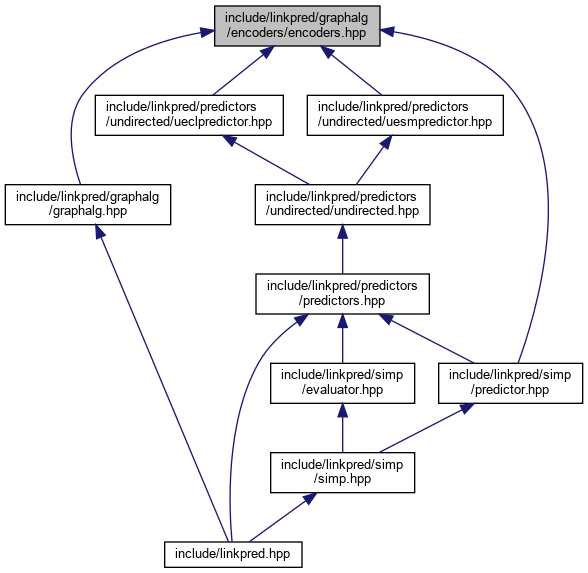 include/linkpred/graphalg
/encoders/encoders.hpp
include/linkpred/predictors
/undirected/ueclpredictor.hpp
include/linkpred/predictors
/undirected/uesmpredictor.hpp
include/linkpred/graphalg
/graphalg.hpp
include/linkpred/predictors
/undirected/undirected.hpp
include/linkpred/predictors
/predictors.hpp
include/linkpred/simp
/evaluator.hpp
include/linkpred/simp
/predictor.hpp
include/linkpred/simp
/simp.hpp
include/linkpred.hpp